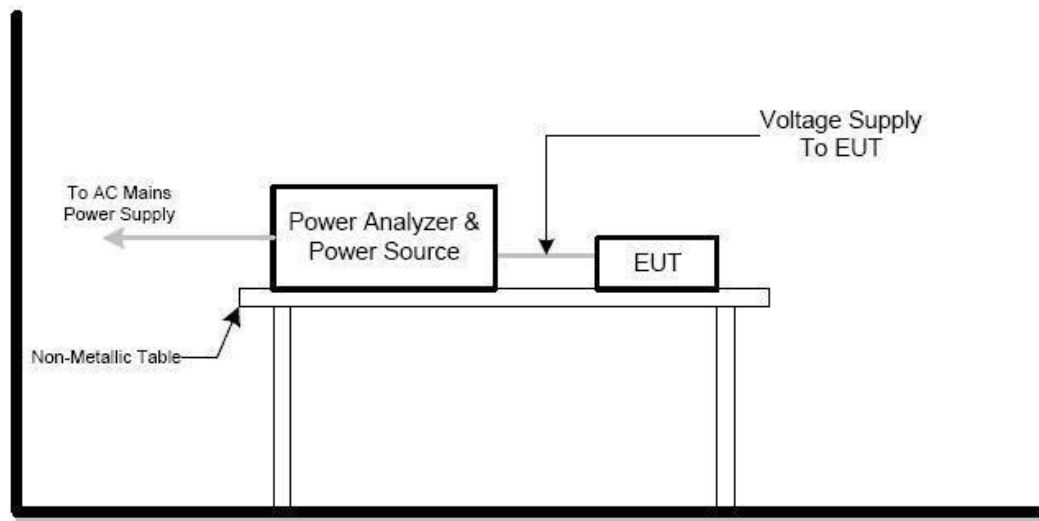 Voltage Supply
To EUT
To AC Mains
Power Supply
Power Analyzer &
Power Source
EUT
Non-Metallic Table